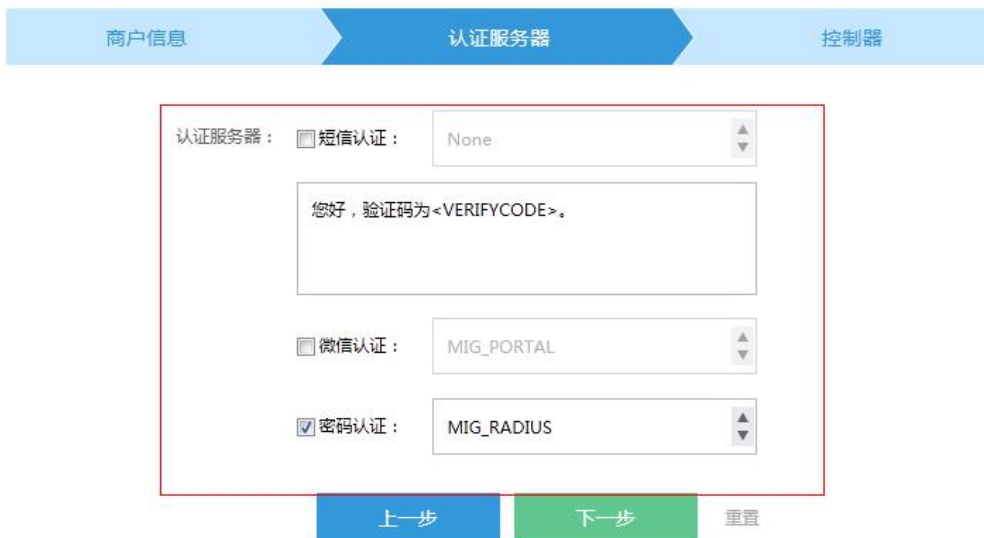 商户信息 认证服务器 控制器
认证服务器： 短信认证： None
您好，验证码为<VERIFYCODE>。
微信认证： MIG_PORTAL
密码认证： MIG_RADIUS
上一步 下一步 重置